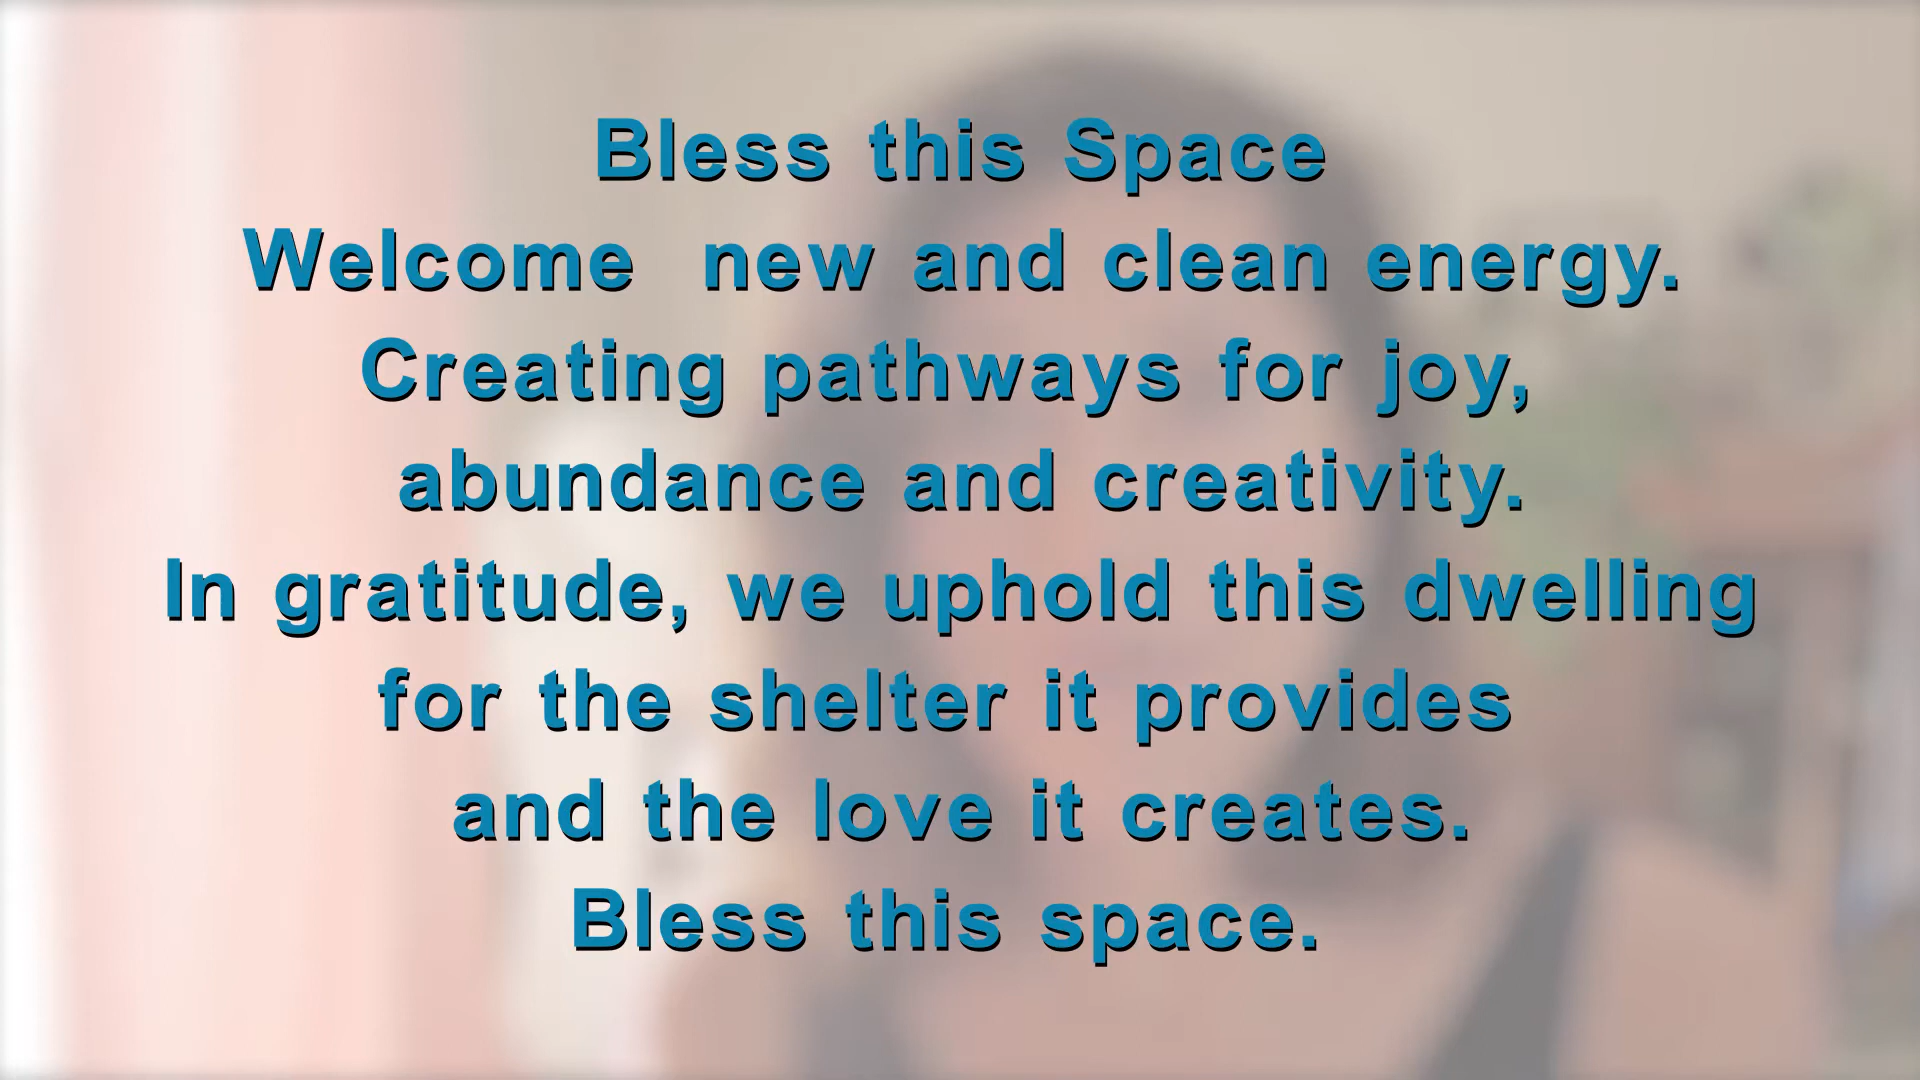 Bless this Space
Welcome  new and clean energy.
Creating pathways for joy,
abundance and creativity.
In gratitude, we uphold this dwelling
for the shelter it provides
and the love it creates.
Bless this space.